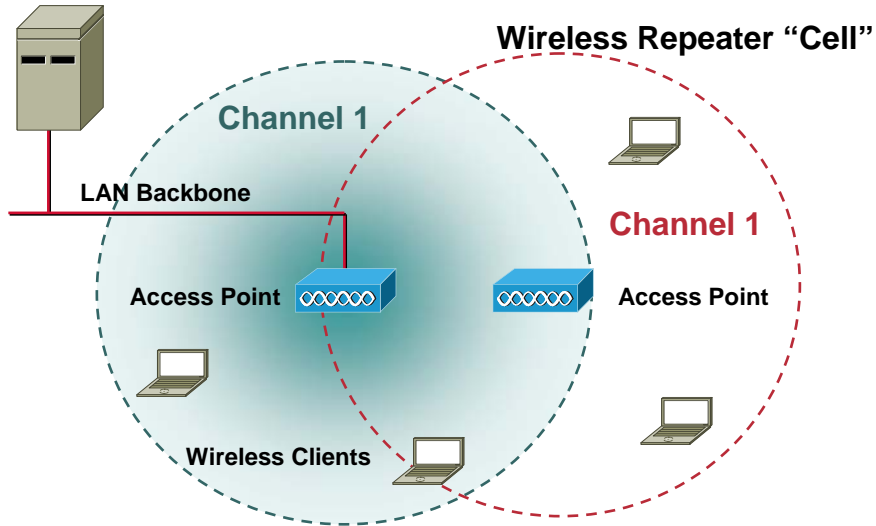 Wireless Repeater “Cell”
Channel 1
LAN Backbone
Channel 1
Access Point
Access Point
Wireless Clients